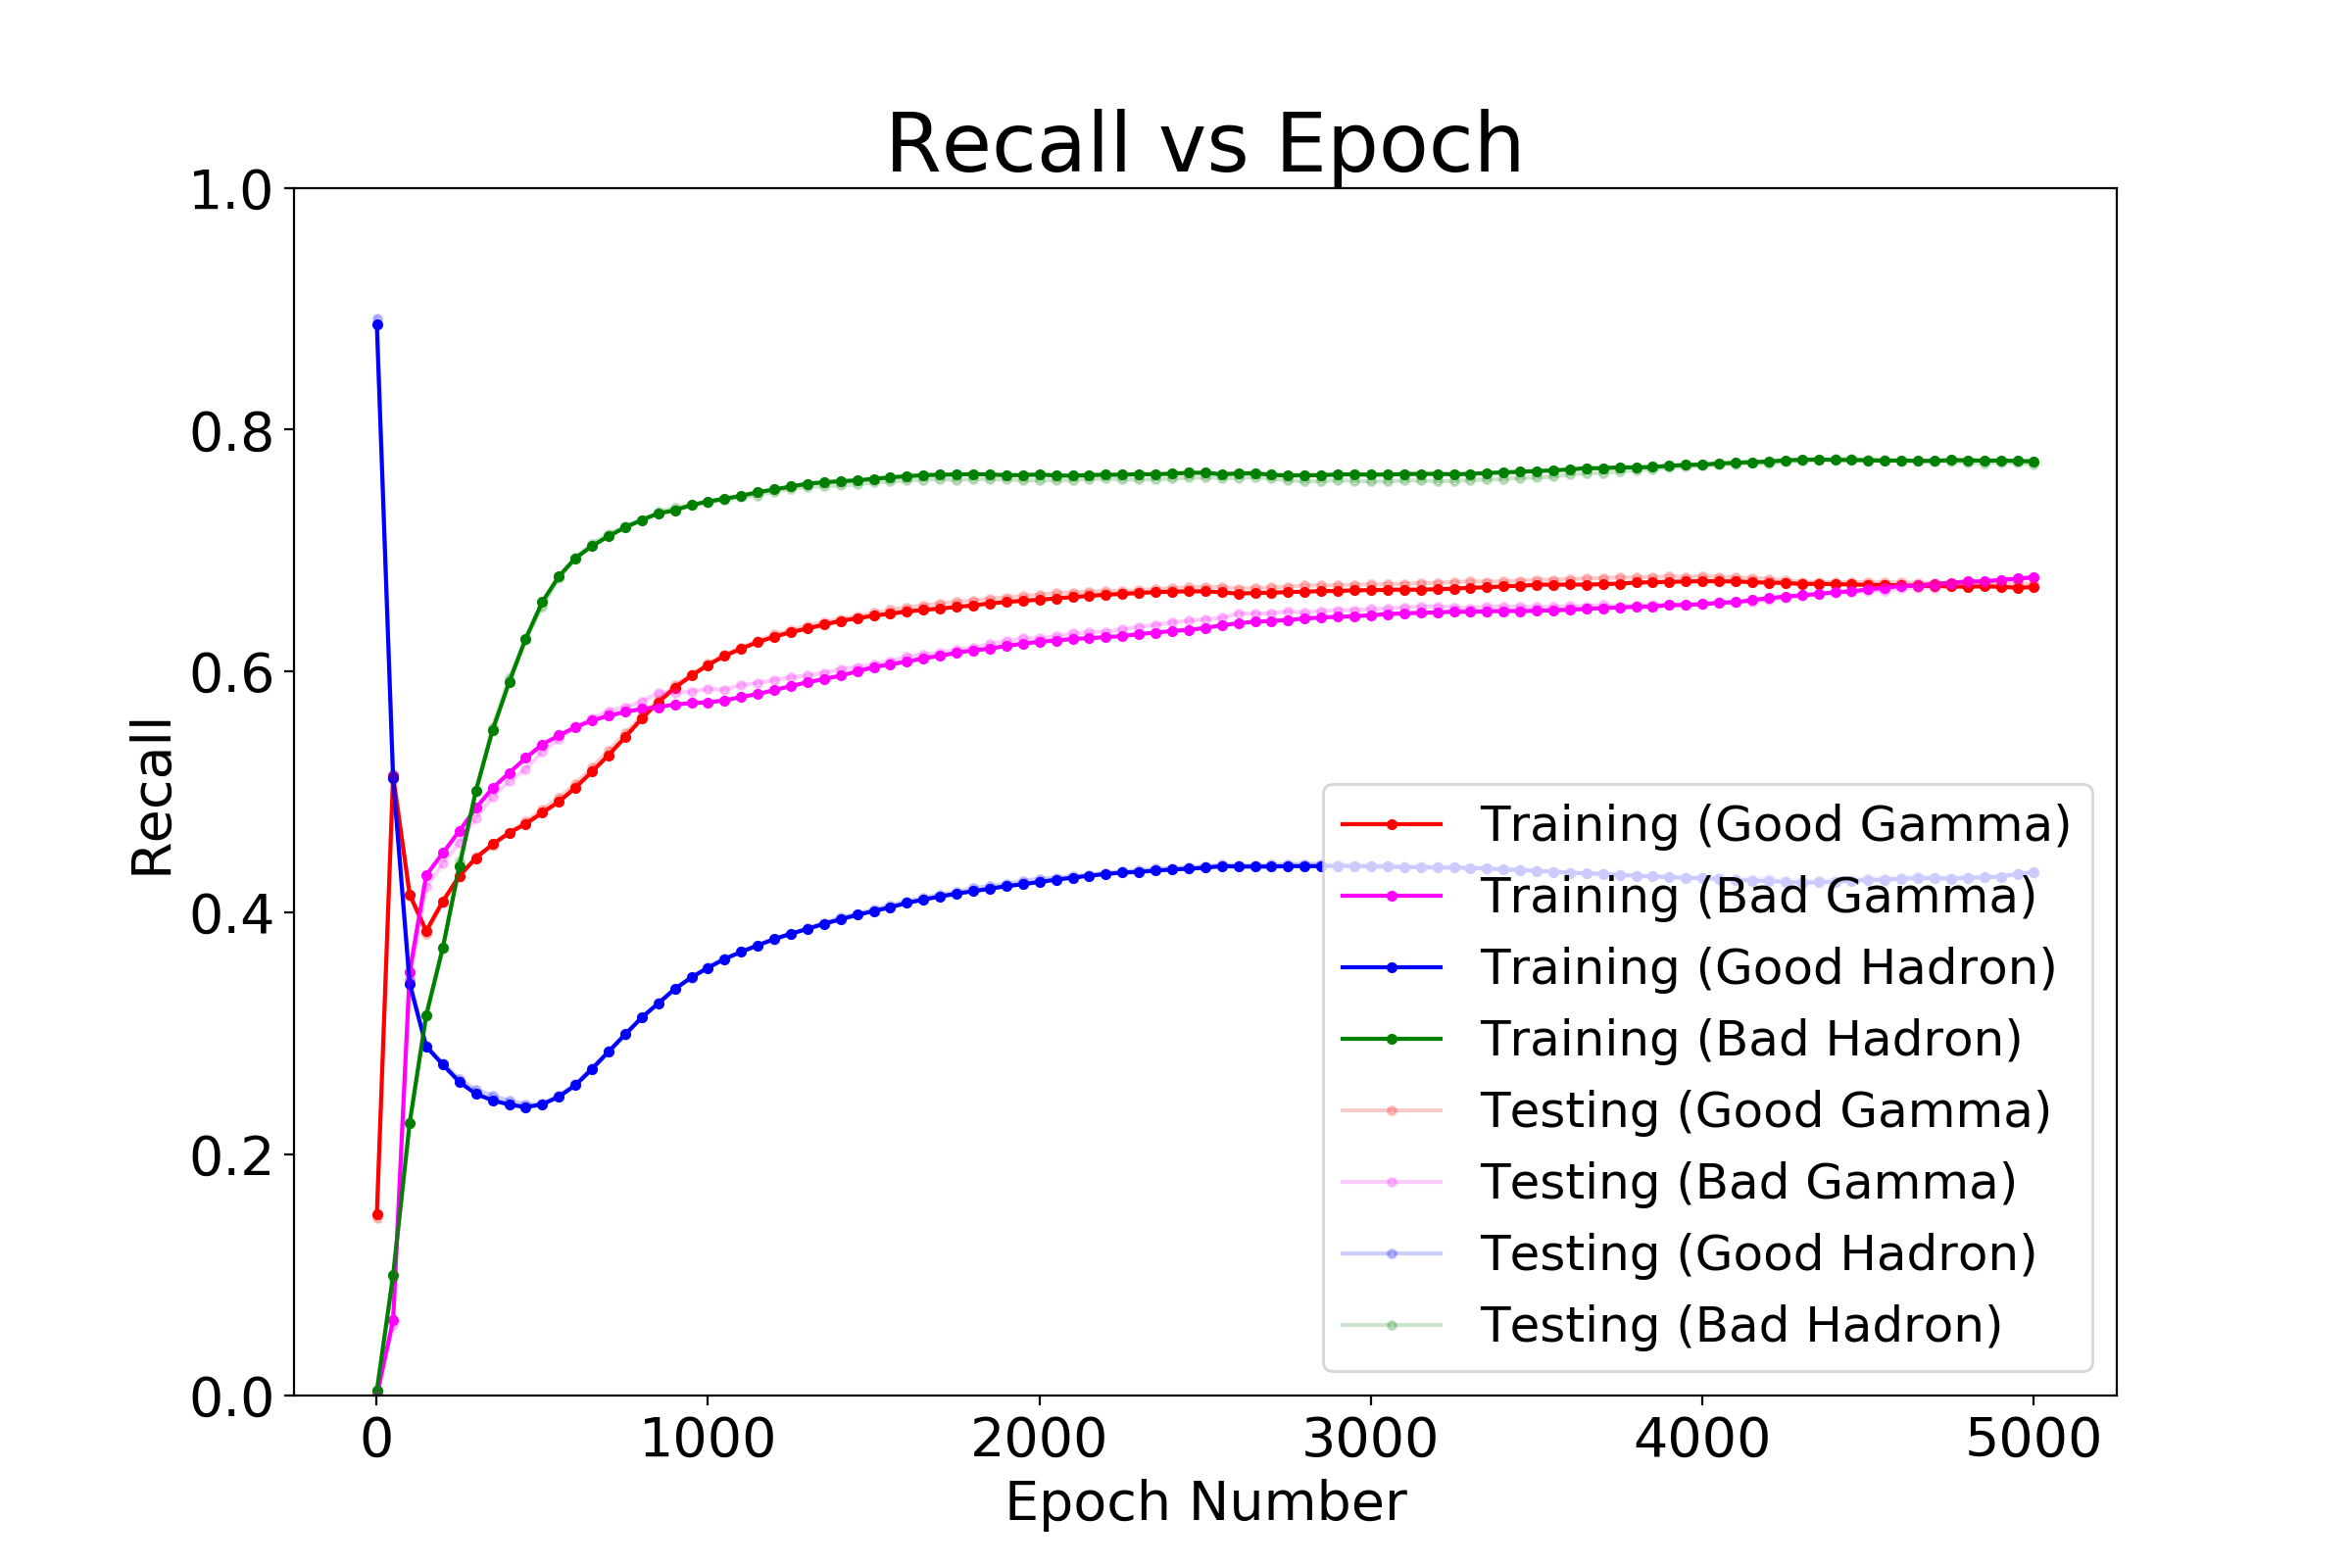 Recall vs Epoch
1.0
0.8
0.6
0.4
0.2
0.0
Recall
0 1000 2000 3000 4000 5000
Epoch Number
Training (Good Gamma)
Training (Bad Gamma)
Training (Good Hadron)
Training (Bad Hadron)
Testing (Good Gamma)
Testing (Bad Gamma)
Testing (Good Hadron)
Testing (Bad Hadron)